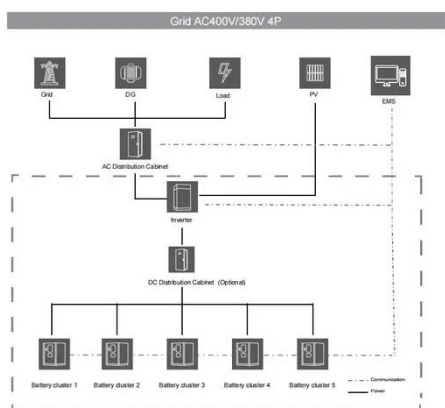 Grid AC400V/380V 4P
Grid
DG
Load
PV
EMS
AC Distribution Cabinet
Inverter
DC Distribution Cabinet (Optional)
Battery cluster 1
Battery cluster 2
Battery cluster 3
Battery cluster 4
Battery cluster 5
Communication
Power